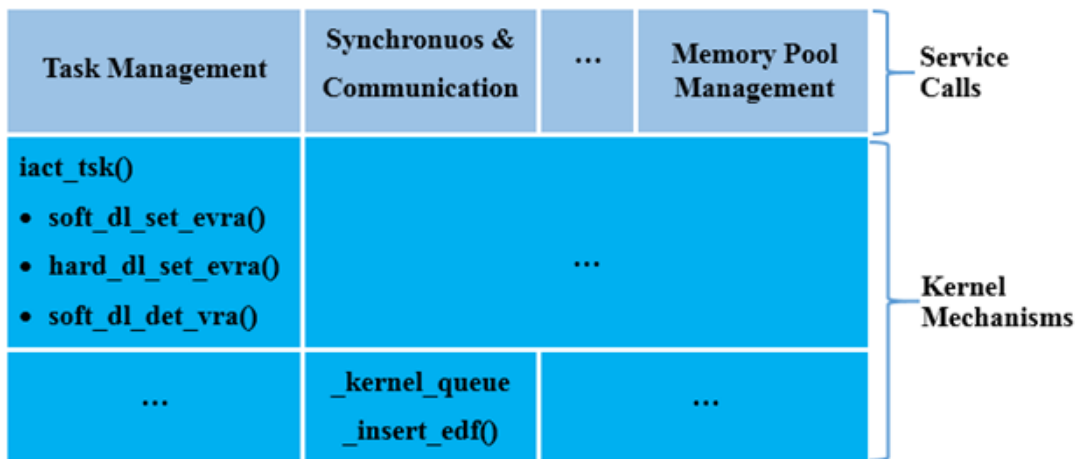 Task Management
Synchronuos &
Communication
...
Memory Pool
Management
Service
Calls
iact_tsk()
• soft_dl_set_evra()
• hard_dl_set_evra()
• soft_dl_det_vra()
...
Kernel
Mechanisms
...
_kernel_queue
_insert_edf()
...